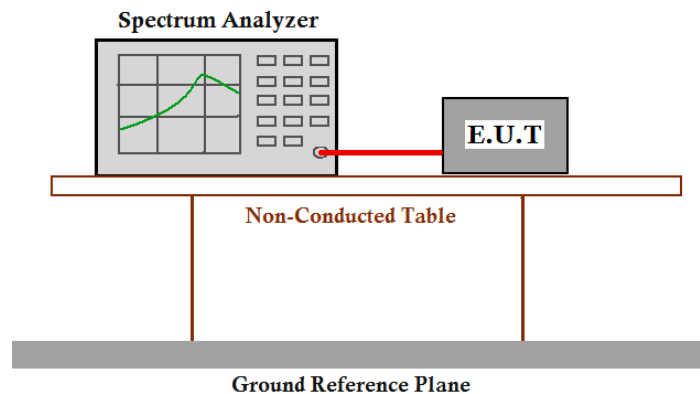 Spectrum Analyzer
E.U.T
Non-Conducted Table
Ground Reference Plane